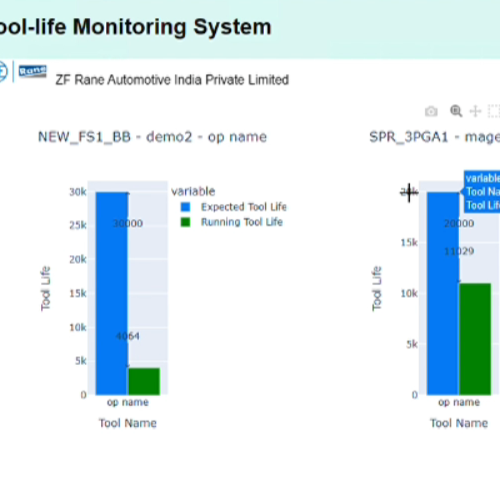 ool-life Monitoring System
Rane
ZF Rane Automotive India Private Limited
NEW_FS1_BB - demo2 - op name
variable
Expected Tool Life
Running Tool Life
30k
25k
20k
15k
10k
5k
0
30000
4064
Tool Life
op name
Tool Name
SPR_3PGA1 - mage
variable
Tool Na
Tool Lif
15k
10k
5k
0
20000
11029
Tool Life
op name
Tool Name